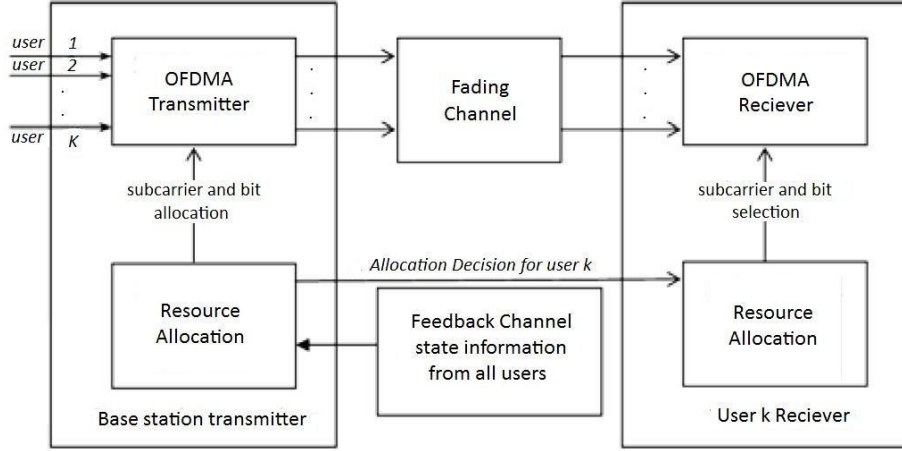 user 1
user 2
user K
OFDMA
Transmitter
Fading
Channel
OFDMA
Reciever
subcarrier and bit
allocation
subcarrier and bit
selection
Allocation Decision for user k
Resource
Allocation
Feedback Channel
state information
from all users
Resource
Allocation
Base station transmitter
User k Reciever